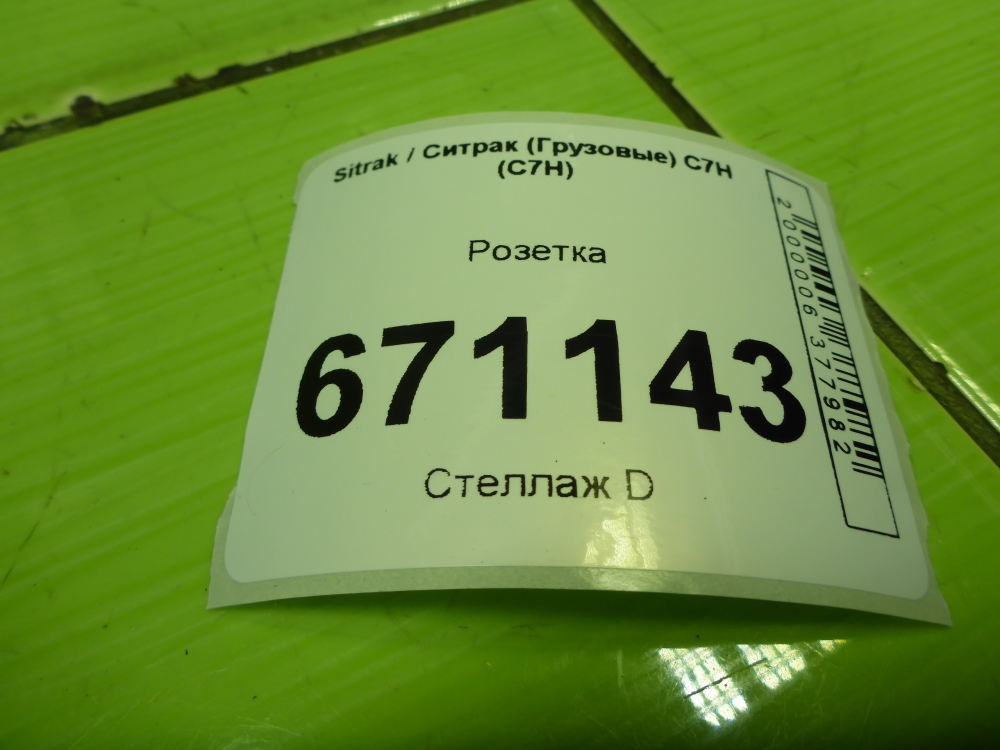 Sitrak / Ситрак (Грузовые) C7H
(C7H)
Розетка
671143
Стеллаж D
2000006377982